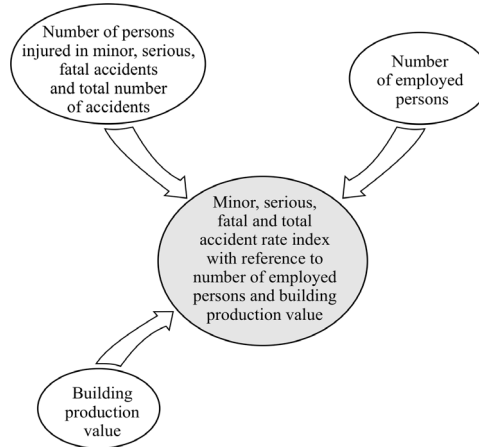 Number of persons
injured in minor, serious,
fatal accidents
and total number
of accidents
Number
of employed
persons
Minor, serious,
fatal and total
accident rate index
with reference to
number of employed
persons and building
production value
Building
production
value